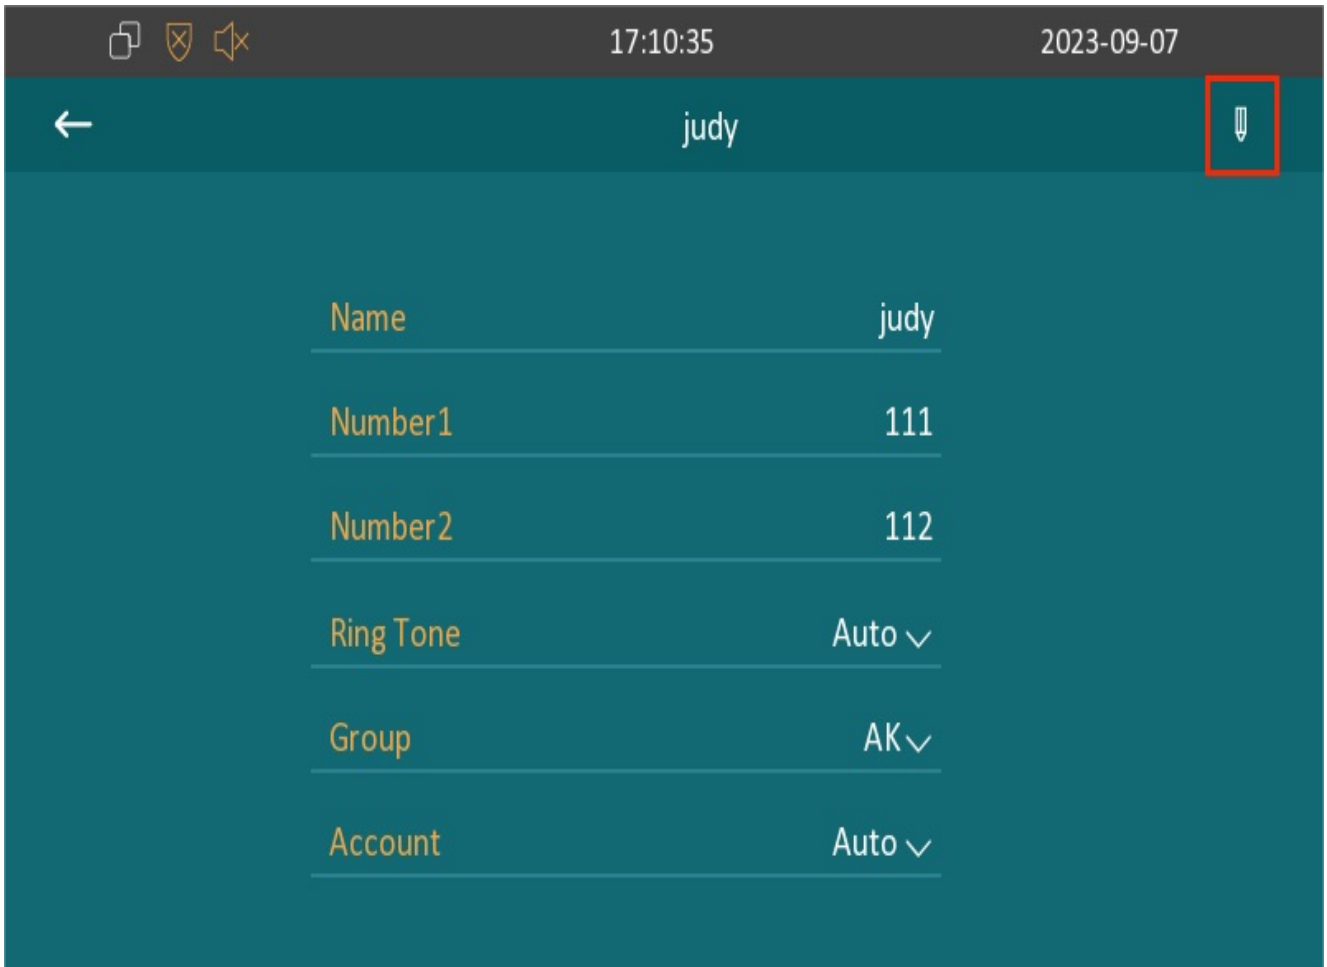 17:10:35 2023-09-07
judy
Name judy
Number1 111
Number2 112
Ring Tone Auto
Group AK
Account Auto